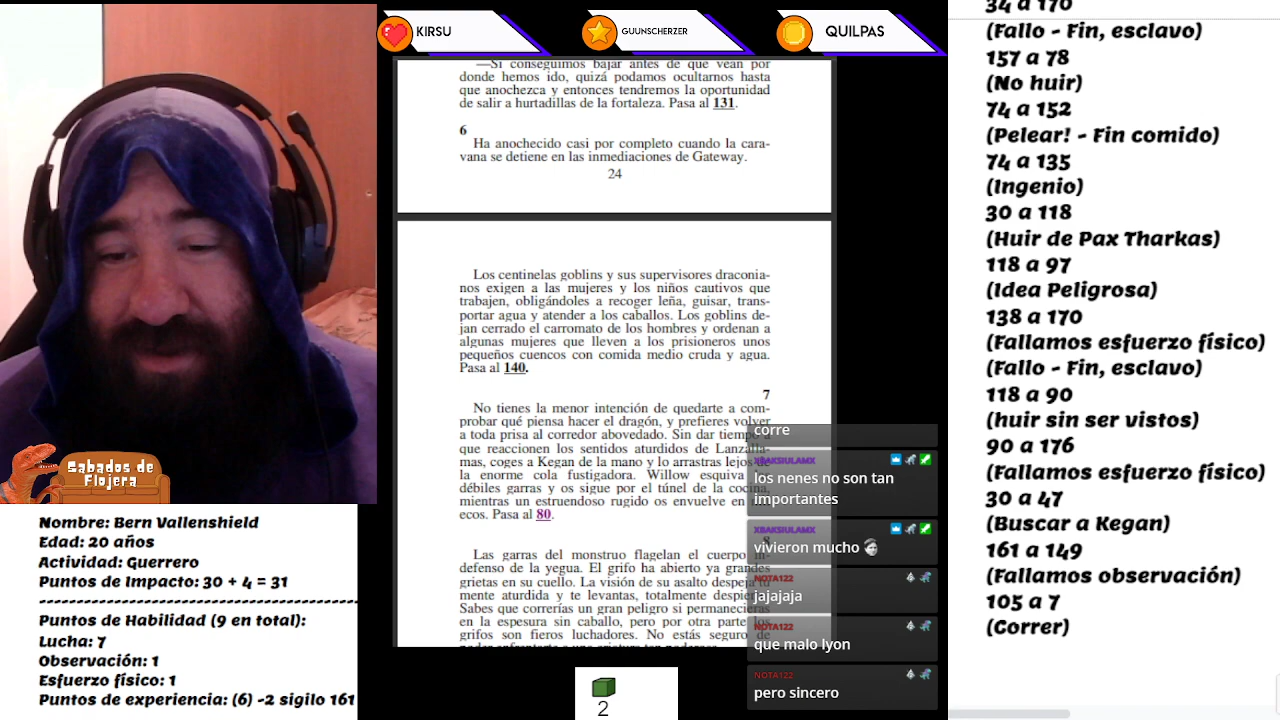 KIRSU
GUUNSCHERZER
QUILPAS
—Si conseguimos bajar antes de que vean por
donde hemos ido, quizá podamos ocultarnos hasta
que anochezca y entonces tendremos la oportunidad
de salir a hurtadillas de la fortaleza. Pasa al 131.
6
Ha anochecido casi por completo cuando la cara-
vana se detiene en las inmediaciones de Gateway.
24
Los centinelas goblins y sus supervisores draconia-
nos exigen a las mujeres y los niños cautivos que
trabajen, obligándoles a recoger leña, guisar, trans-
portar agua y atender a los caballos. Los goblins de-
jan cerrado el carromato de los hombres y ordenan a
algunas mujeres que lleven a los prisioneros unos
pequeños cuencos con comida medio cruda y agua.
Pasa al 140.
7
No tienes la menor intención de quedarte a com-
probar qué piensa hacer el dragón, y prefieres volver
a toda prisa al corredor abovedado. Sin dar tiempo a
que reaccionen los sentidos aturdidos de Lanzalla-
mas, coges a Kegan de la mano y lo arrastras lejos de
la enorme cola fustigadora. Willow esquiva
débiles garras y os sigue por el túnel de la cocina,
mientras un estruendoso rugido os envuelve en
ecos. Pasa al 80.
8
Las garras del monstruo flagelan el cuerpo in-
defenso de la yegua. El grifo ha abierto ya grandes
grietas en su cuello. La visión de su asalto despeja tu
mente aturdida y te levantas, totalmente despier
Sabes que correrías un gran peligro si permanecieras
en la espesura sin caballo, pero por otra parte los
grifos son fieros luchadores. No estás seguro de
corre
XBAKSIULAMX
los nenes no son tan
importantes
XBAKSIULAMX
vivieron mucho
NOTA122
jajajaja
NOTA122
que malo lyon
NOTA122
pero sincero
2
Sabados de
Flojera
Nombre: Bern Vallenshield
Edad: 20 años
Actividad: Guerrero
Puntos de Impacto: 30 + 4 = 31
Puntos de Habilidad (9 en total):
Lucha: 7
Observación: 1
Esfuerzo físico: 1
Puntos de experiencia: (6) -2 sigilo 161
34 a 170
(Fallo - Fin, esclavo)
157 a 78
(No huir)
74 a 152
(Pelear! - Fin comido)
74 a 135
(Ingenio)
30 a 118
(Huir de Pax Tharkas)
118 a 97
(Idea Peligrosa)
138 a 170
(Fallamos esfuerzo físico)
(Fallo - Fin, esclavo)
118 a 90
(huir sin ser vistos)
90 a 176
(Fallamos esfuerzo físico)
30 a 47
(Buscar a Kegan)
161 a 149
(Fallamos observación)
105 a 7
(Correr)